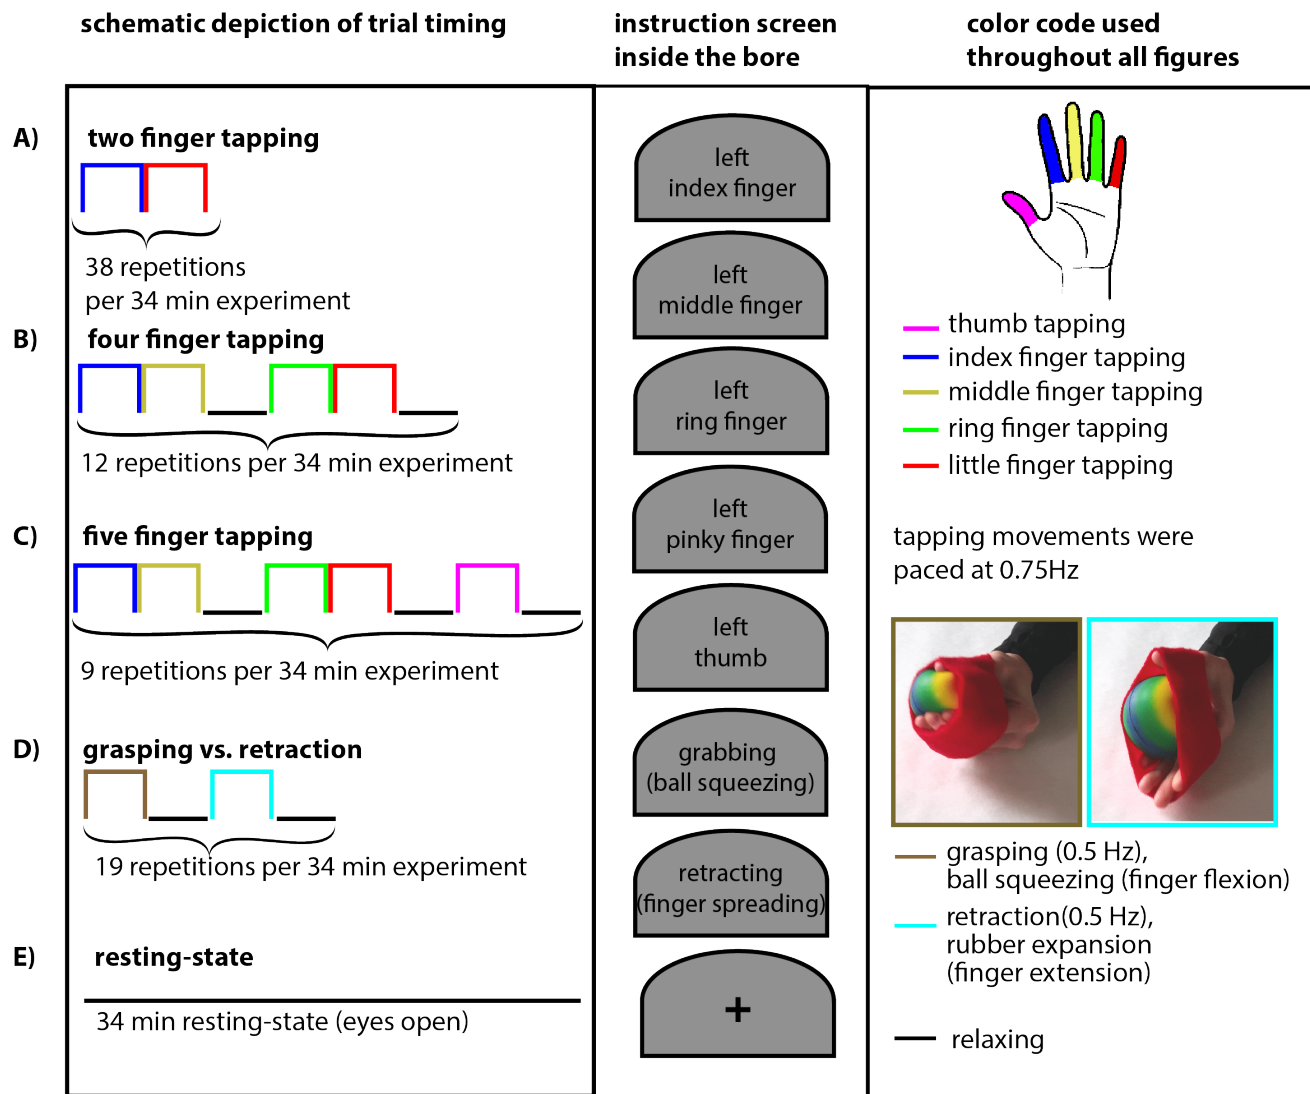 schematic depiction of trial timing
instruction screen
inside the bore
color code used
throughout all figures
A)
two finger tapping
38 repetitions
per 34 min experiment
B)
four finger tapping
12 repetitions per 34 min experiment
C)
five finger tapping
9 repetitions per 34 min experiment
D)
grasping vs. retraction
19 repetitions per 34 min experiment
E)
resting-state
34 min resting-state (eyes open)
left
index finger
left
middle finger
left
ring finger
left
pinky finger
left
thumb
grabbing
(ball squeezing)
retracting
(finger spreading)
+
thumb tapping
index finger tapping
middle finger tapping
ring finger tapping
little finger tapping
tapping movements were
paced at 0.75Hz
grasping (0.5 Hz),
ball squeezing (finger flexion)
retraction(0.5 Hz),
rubber expansion
(finger extension)
relaxing